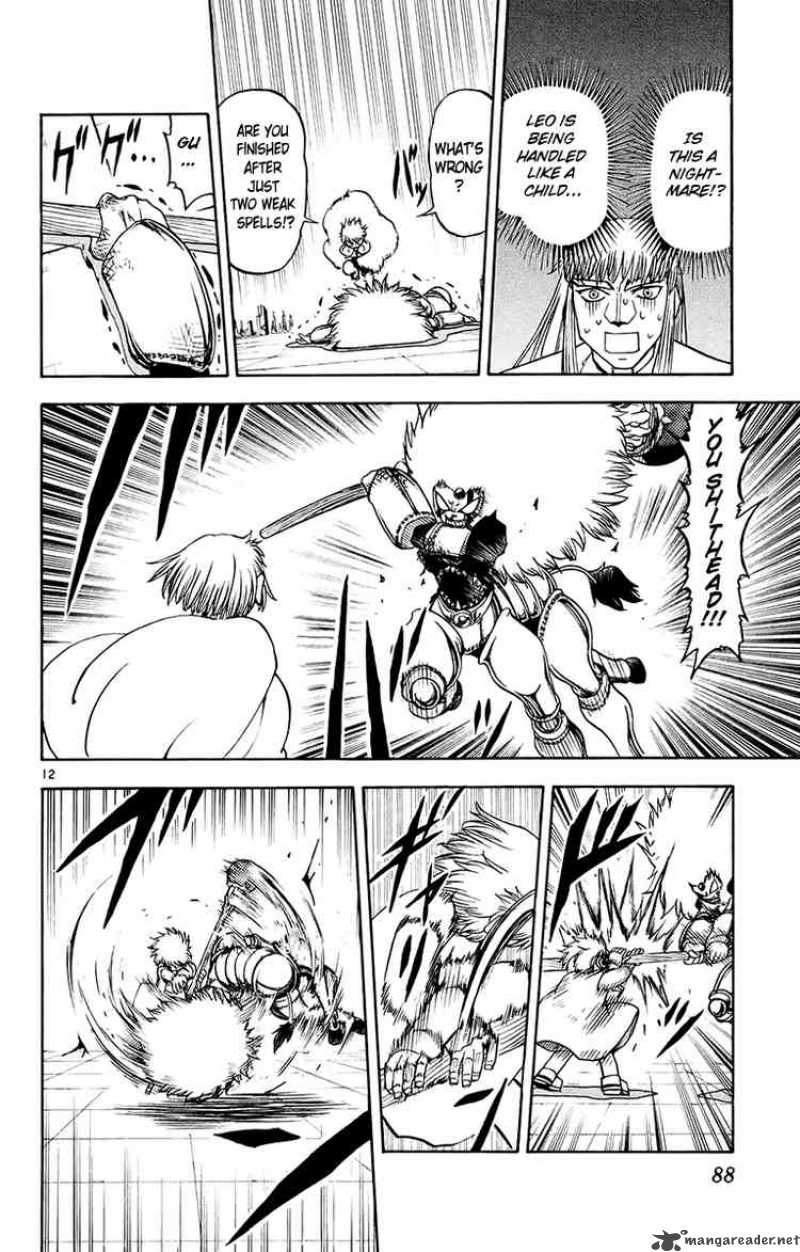 IS
THIS A
NIGHT-
MARE!?
LEO IS
BEING
HANDLED
LIKE A
CHILD...
WHAT'S
WRONG
?
バッ
ARE YOU
FINISHED
AFTER
JUST
TWO WEAK
SPELLS!?
GU
...
グ...
グ...
YOU SHITHEAD!!!
12
88
mangareader.net